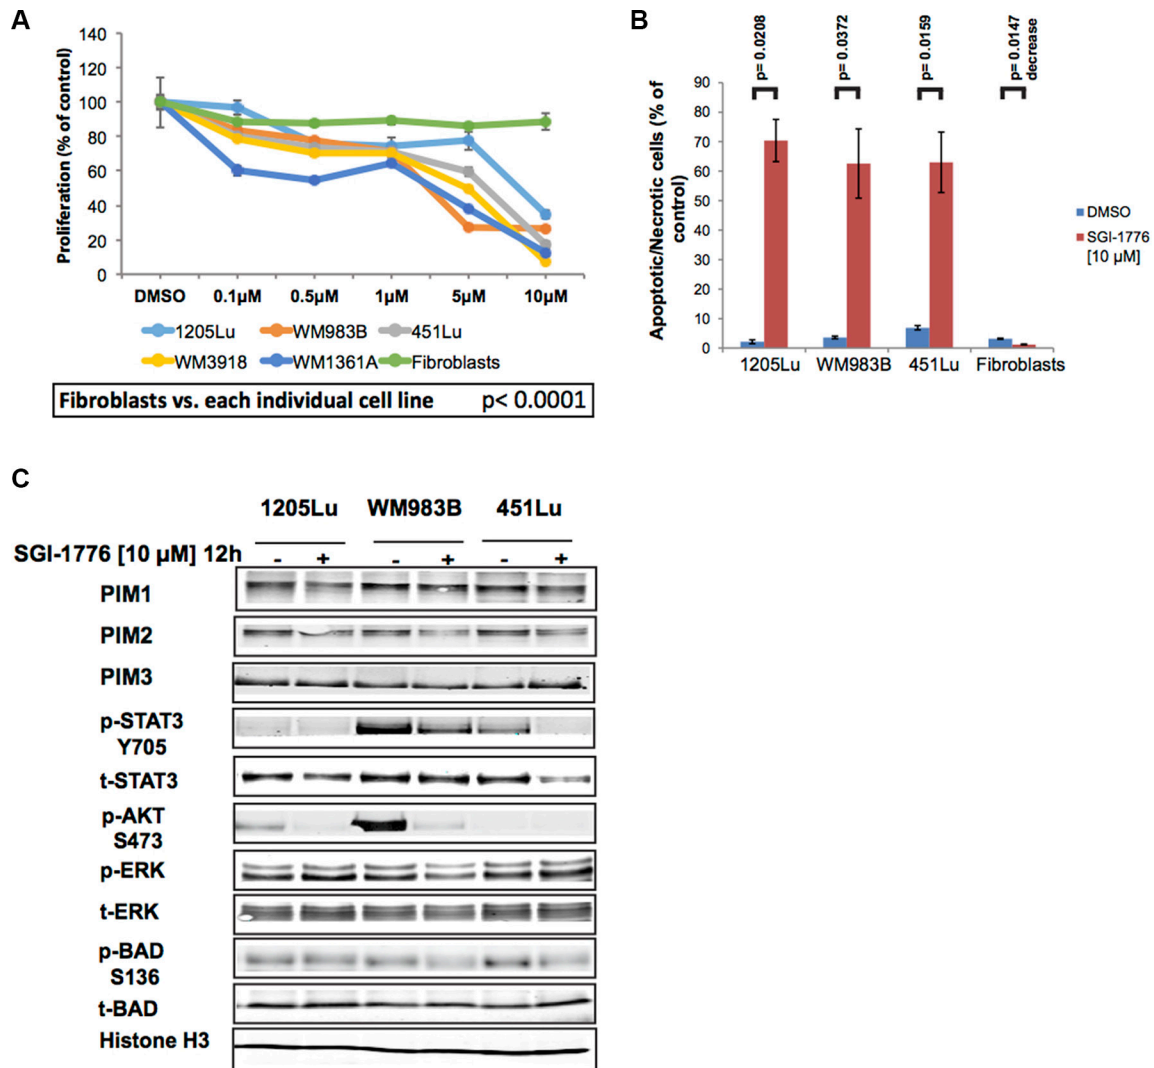 A
140
120
100
80
60
40
20
0
Proliferation (% of control)
DMSO 0.1µM 0.5µM 1µM 5µM 10µM
1205Lu WM983B 451Lu
WM3918 WM1361A Fibroblasts
Fibroblasts vs. each individual cell line p< 0.0001
B
p= 0.0208
p= 0.0372
p= 0.0159
p= 0.0147
decrease
Apoptotic/Necrotic cells (% of
control)
90
80
70
60
50
40
30
20
10
0
1205Lu WM983B 451Lu Fibroblasts
DMSO
SGI-1776
[10 µM]
C
1205Lu WM983B 451Lu
SGI-1776 [10 µM] 12h - + - + - +
PIM1
PIM2
PIM3
p-STAT3
Y705
t-STAT3
p-AKT
S473
p-ERK
t-ERK
p-BAD
S136
t-BAD
Histone H3